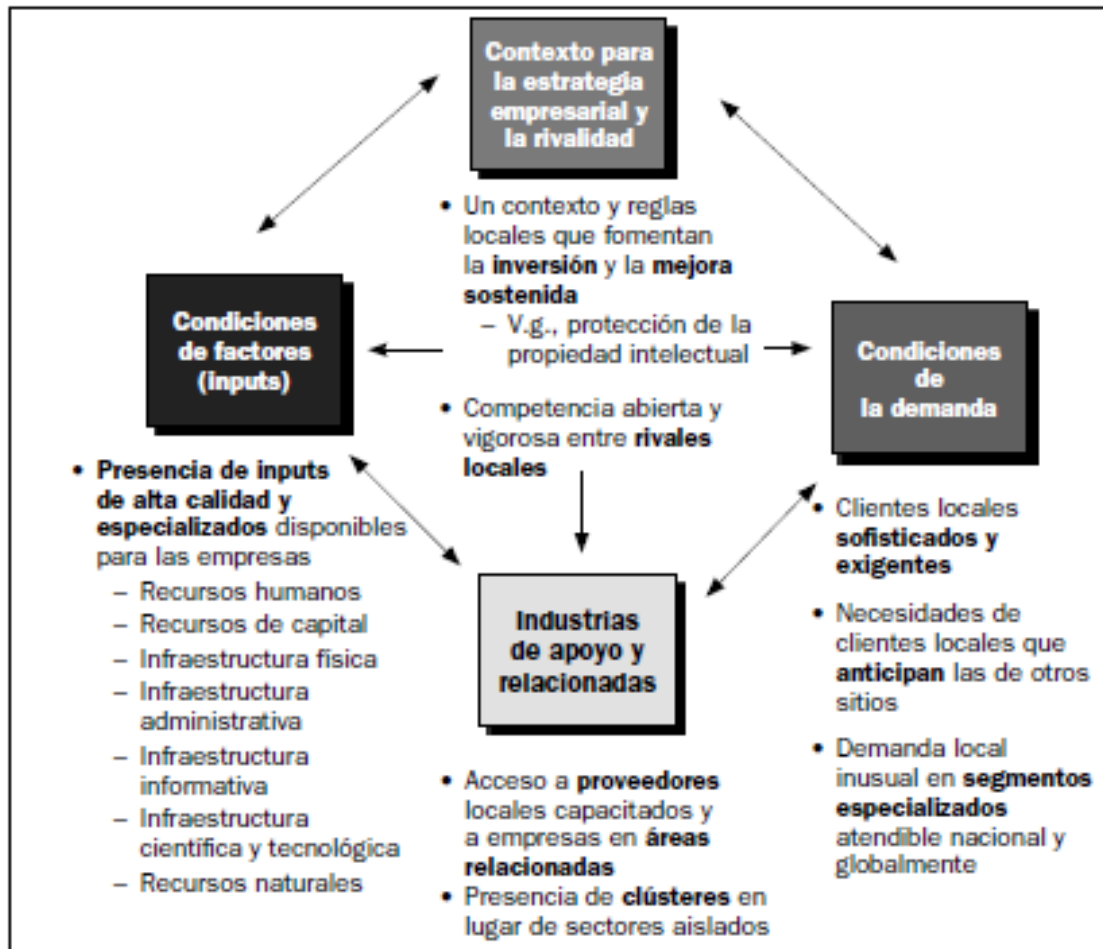 Contexto para
la estrategia
empresarial y
la rivalidad
• Un contexto y reglas
locales que fomentan
la inversión y la mejora
sostenida
– V.g., protección de la
propiedad intelectual
• Competencia abierta y
vigorosa entre rivales
locales
Condiciones
de factores
(inputs)
• Presencia de inputs
de alta calidad y
especializados disponibles
para las empresas
– Recursos humanos
– Recursos de capital
– Infraestructura física
– Infraestructura
administrativa
– Infraestructura
informativa
– Infraestructura
científica y tecnológica
– Recursos naturales
Condiciones
de
la demanda
• Clientes locales
sofisticados y
exigentes
• Necesidades de
clientes locales que
anticipan las de otros
sitios
• Demanda local
inusual en segmentos
especializados
atendible nacional y
globalmente
Industrias
de apoyo y
relacionadas
• Acceso a proveedores
locales capacitados y
a empresas en áreas
relacionadas
• Presencia de clústeres en
lugar de sectores aislados